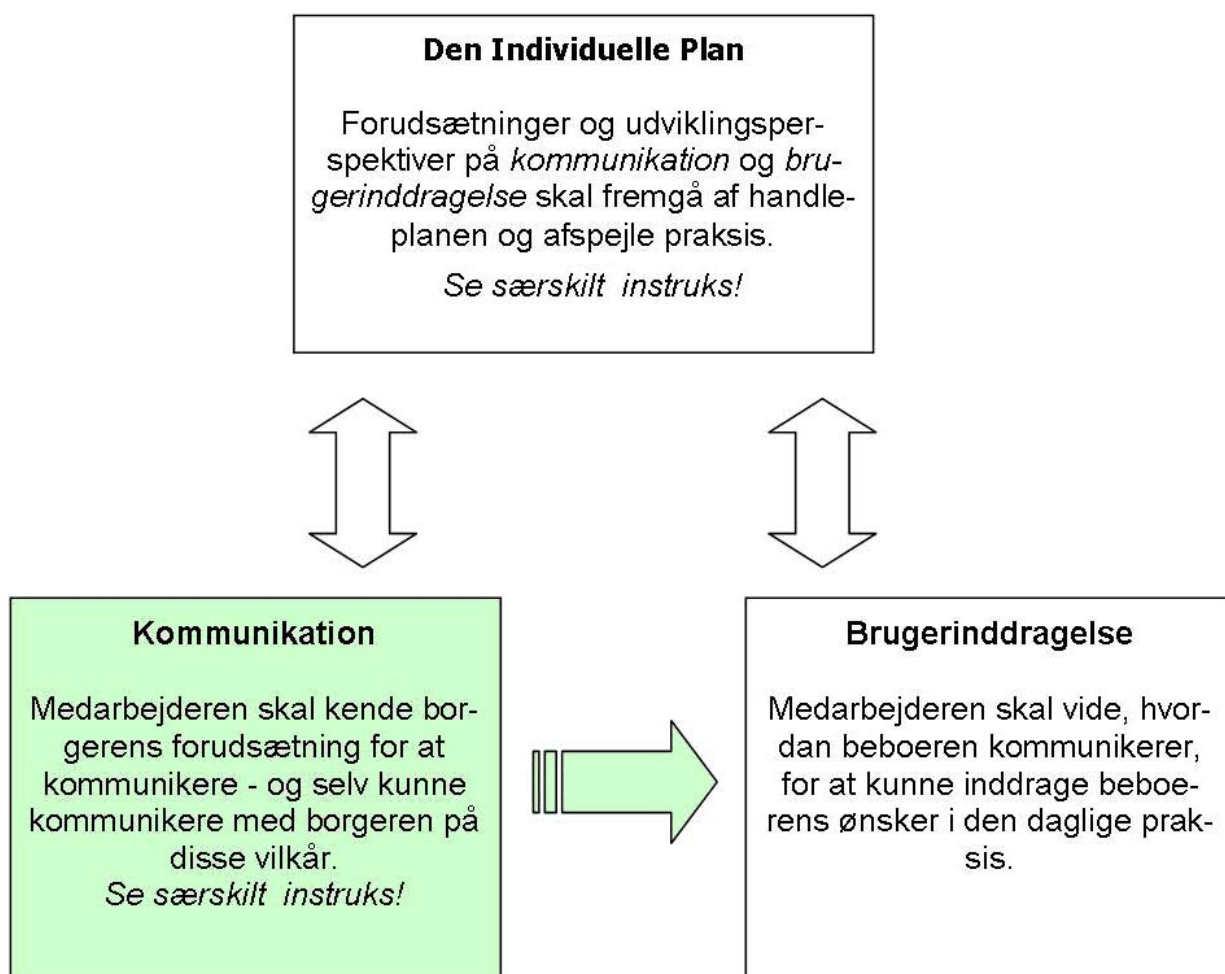 Den Individuelle Plan
Forudsætninger og udviklingsper-
spektiver på kommunikation og bru-
gerinddragelse skal fremgå af handle-
planen og afspejle praksis.
Se særskilt instruks!
Kommunikation
Medarbejderen skal kende bor-
gerens forudsætning for at
kommunikere - og selv kunne
kommunikere med borgeren på
disse vilkår.
Se særskilt instruks!
Brugerinddragelse
Medarbejderen skal vide, hvor-
dan beboeren kommunikerer,
for at kunne inddrage beboe-
rens ønsker i den daglige prak-
sis.